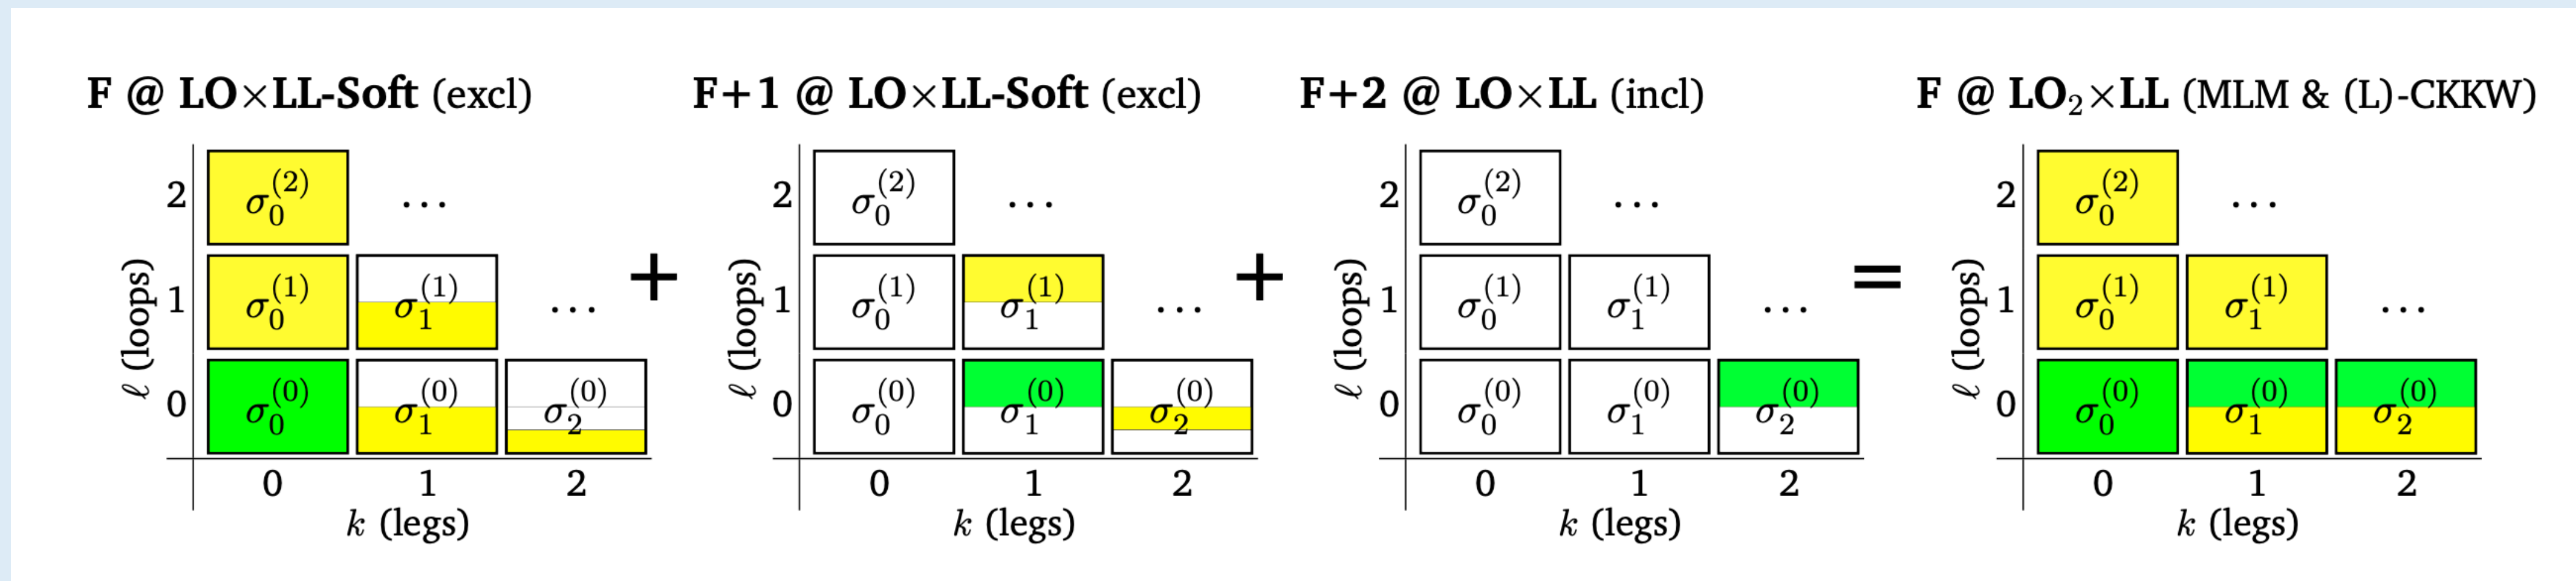 F @ LO×LL-Soft (excl) F+1 @ LO×LL-Soft (excl) F+2 @ LO×LL (incl) F @ LO₂×LL (MLM & (L)-CKKW)
ℓ (loops) ℓ (loops) ℓ (loops) ℓ (loops)
2 σ₀⁽²⁾ … 2 σ₀⁽²⁾ … 2 σ₀⁽²⁾ … 2 σ₀⁽²⁾ …
1 σ₀⁽¹⁾ σ₁⁽¹⁾ … + 1 σ₀⁽¹⁾ σ₁⁽¹⁾ … + 1 σ₀⁽¹⁾ σ₁⁽¹⁾ … = 1 σ₀⁽¹⁾ σ₁⁽¹⁾ …
0 σ₀⁽⁰⁾ σ₁⁽⁰⁾ σ₂⁽⁰⁾ 0 σ₀⁽⁰⁾ σ₁⁽⁰⁾ σ₂⁽⁰⁾ 0 σ₀⁽⁰⁾ σ₁⁽⁰⁾ σ₂⁽⁰⁾ 0 σ₀⁽⁰⁾ σ₁⁽⁰⁾ σ₂⁽⁰⁾
0 1 2 0 1 2 0 1 2 0 1 2
k (legs) k (legs) k (legs) k (legs)